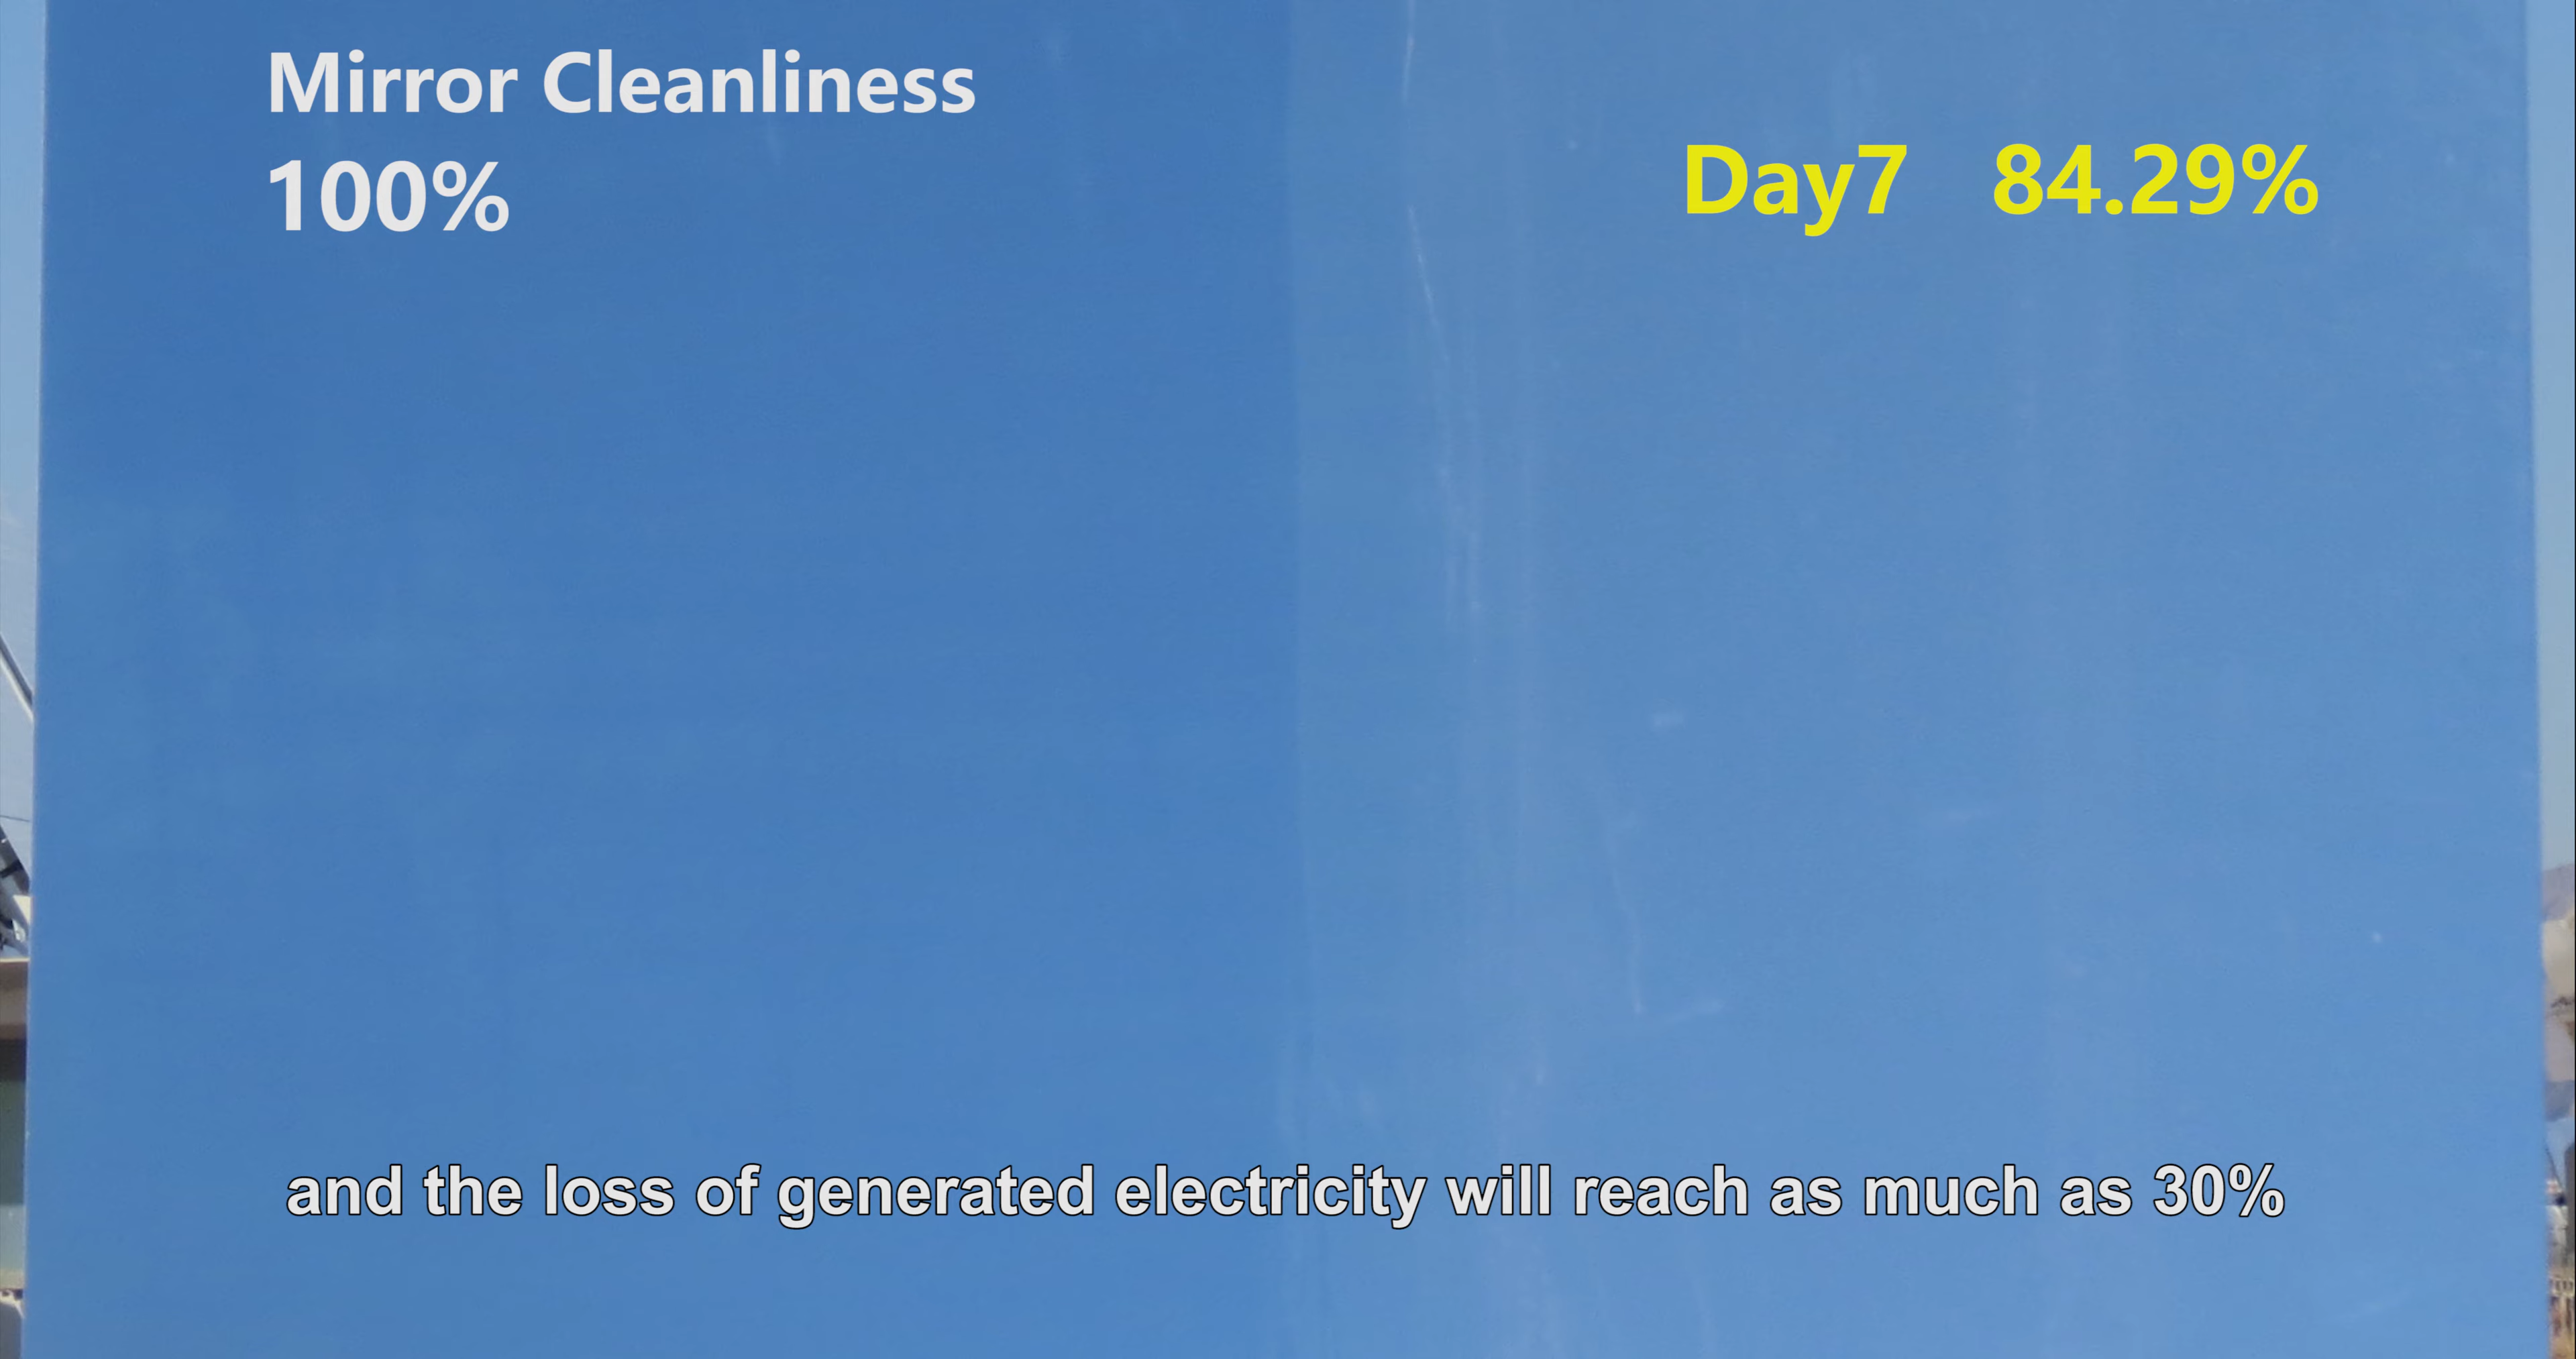 Mirror Cleanliness
100%
Day7 84.29%
and the loss of generated electricity will reach as much as 30%